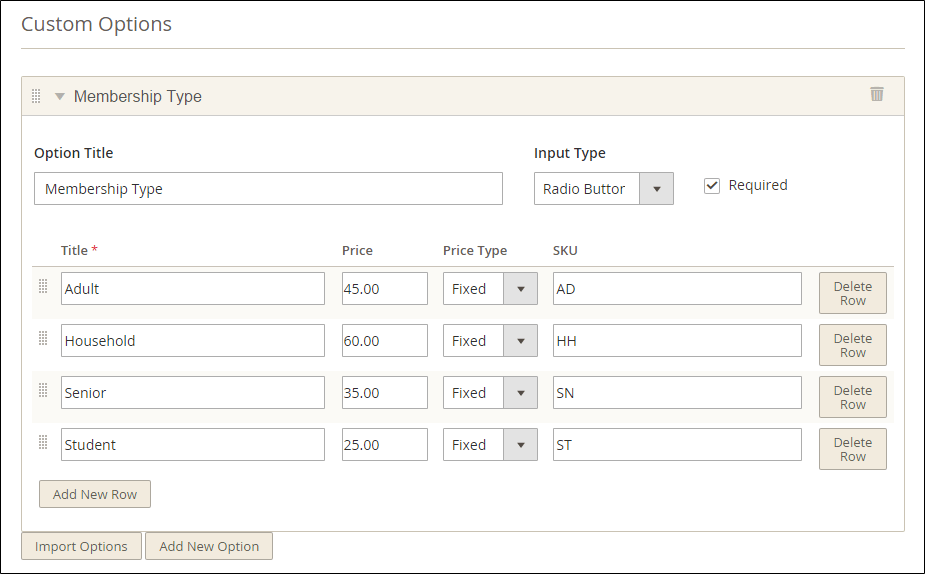 Custom Options
Membership Type
Option Title
Input Type
Membership Type
Radio Buttor
Required
Title * Price Price Type SKU
Adult 45.00 Fixed AD Delete Row
Household 60.00 Fixed HH Delete Row
Senior 35.00 Fixed SN Delete Row
Student 25.00 Fixed ST Delete Row
Add New Row
Import Options Add New Option